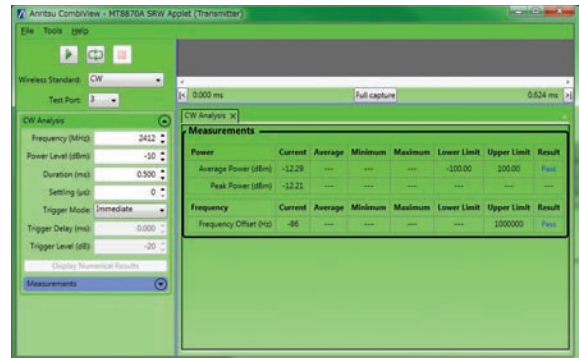 Anritsu CombiView - MT8870A SRW Applet (Transmitter)
File Tools Help
Wireless Standard: CW
Test Port: 3
0.000 ms Full capture 0.624 ms
CW Analysis
Frequency (MHz): 2412
Power Level (dBm): -10
Duration (ms): 0.500
Settling (µs): 0
Trigger Mode: Immediate
Trigger Delay (ms): 0.000
Trigger Level (dB): -20
Display Numerical Results
Measurements
CW Analysis X
Measurements
Power Current Average Minimum Maximum Lower Limit Upper Limit Result
Average Power (dBm) -12.29 --- --- --- -100.00 100.00 Pass
Peak Power (dBm) -12.21 --- --- --- --- --- ---
Frequency Current Average Minimum Maximum Lower Limit Upper Limit Result
Frequency Offset (Hz) -86 --- --- --- --- 1000000 Pass